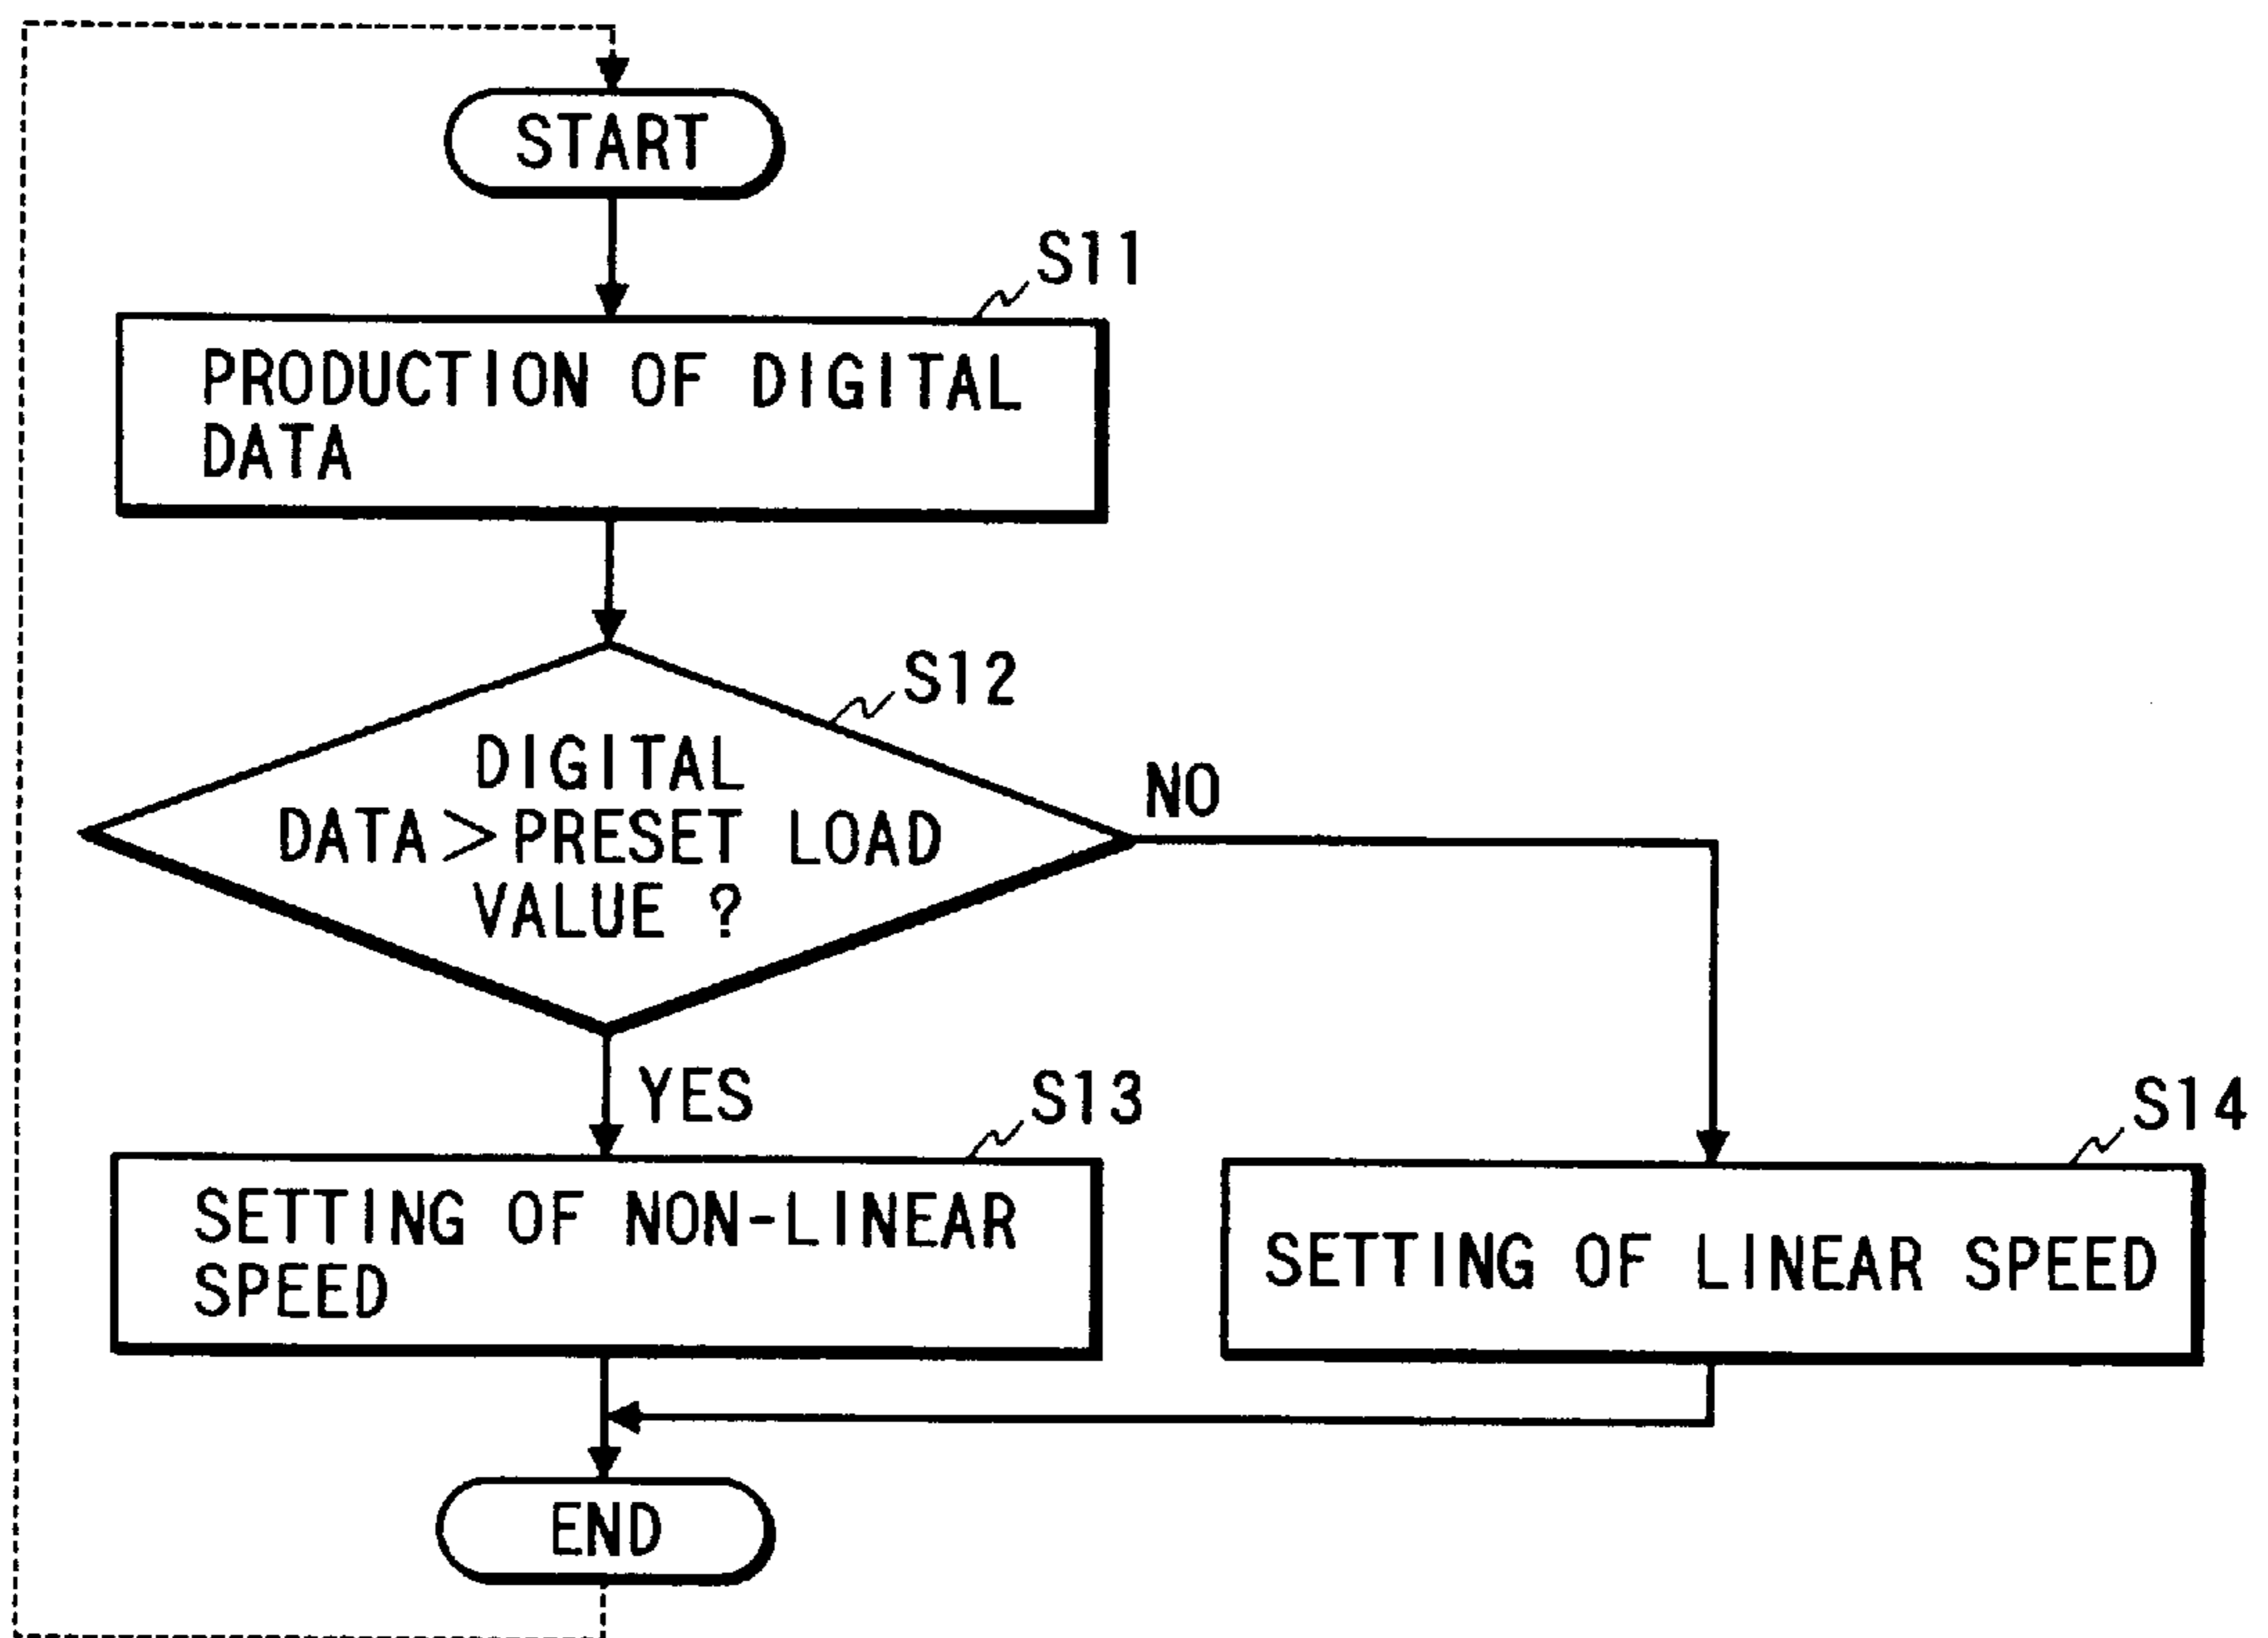 START
S11
PRODUCTION OF DIGITAL
DATA
S12
DIGITAL
DATA>PRESET LOAD
VALUE ?
NO
YES
S13
SETTING OF NON-LINEAR
SPEED
S14
SETTING OF LINEAR SPEED
END